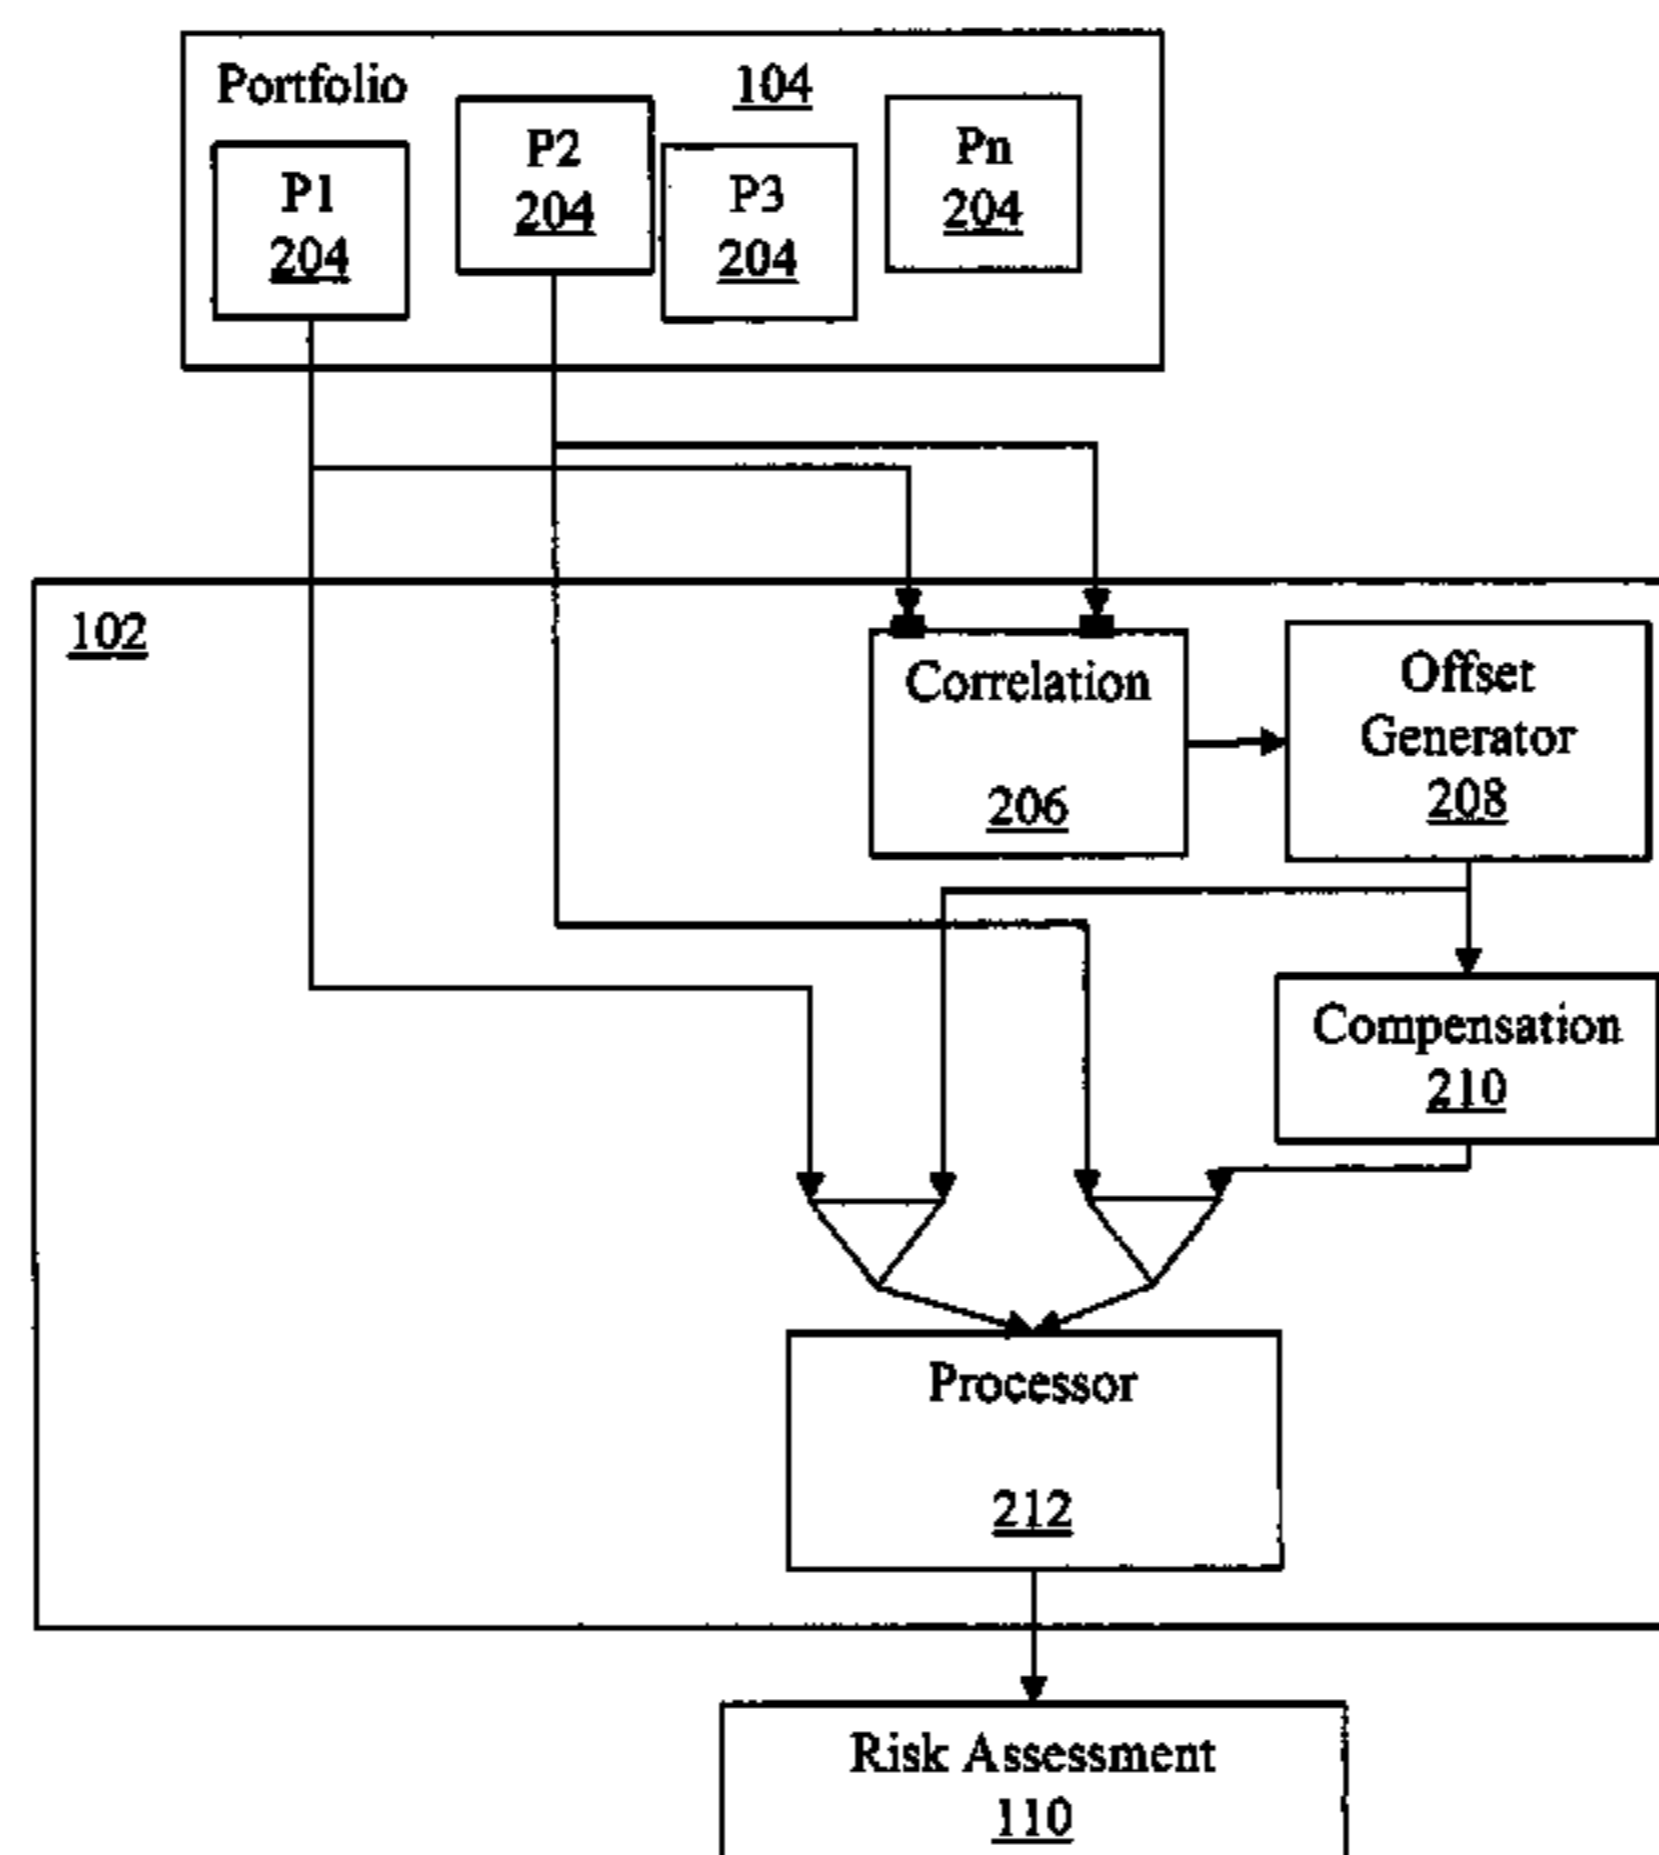 Portfolio
104
P1
204
P2
204
P3
204
Pn
204
102
Correlation
206
Offset
Generator
208
Compensation
210
Processor
212
Risk Assessment
110